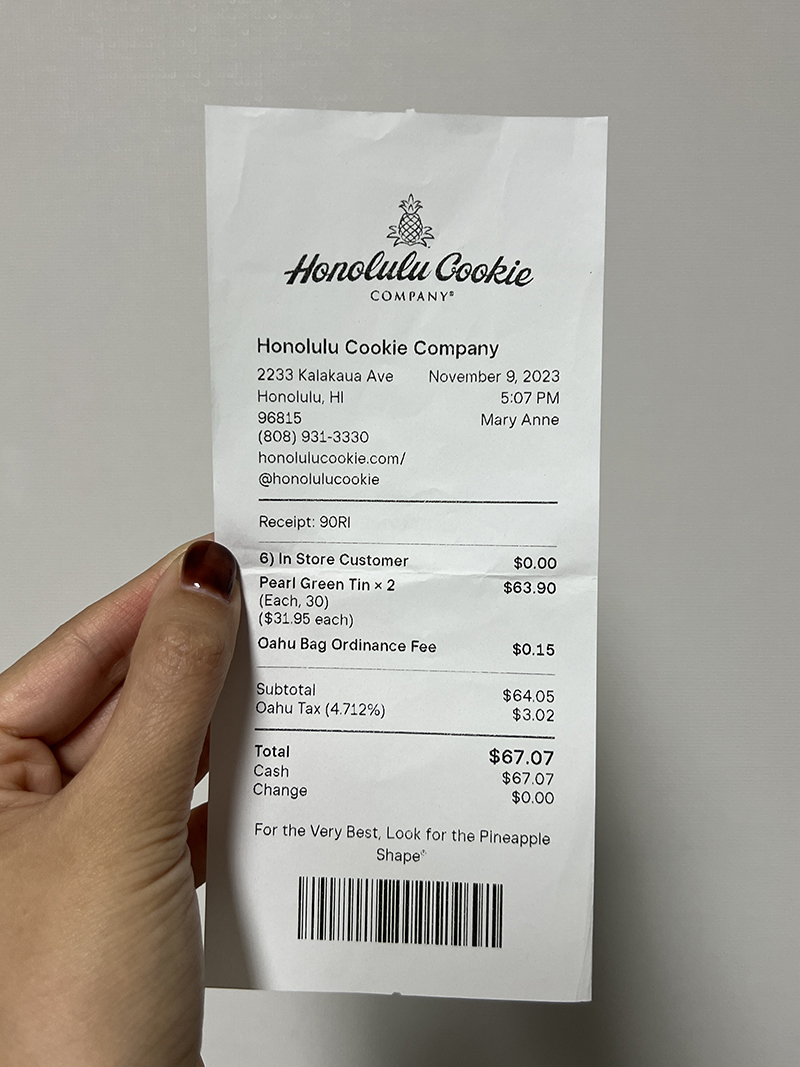 Honolulu Cookie
COMPANY®
Honolulu Cookie Company
2233 Kalakaua Ave November 9, 2023
Honolulu, HI 5:07 PM
96815 Mary Anne
(808) 931-3330
honolulucookie.com/
@honolulucookie
Receipt: 90RI
6) In Store Customer $0.00
Pearl Green Tin × 2 $63.90
(Each, 30)
($31.95 each)
Oahu Bag Ordinance Fee $0.15
Subtotal $64.05
Oahu Tax (4.712%) $3.02
Total $67.07
Cash $67.07
Change $0.00
For the Very Best, Look for the Pineapple
Shape®